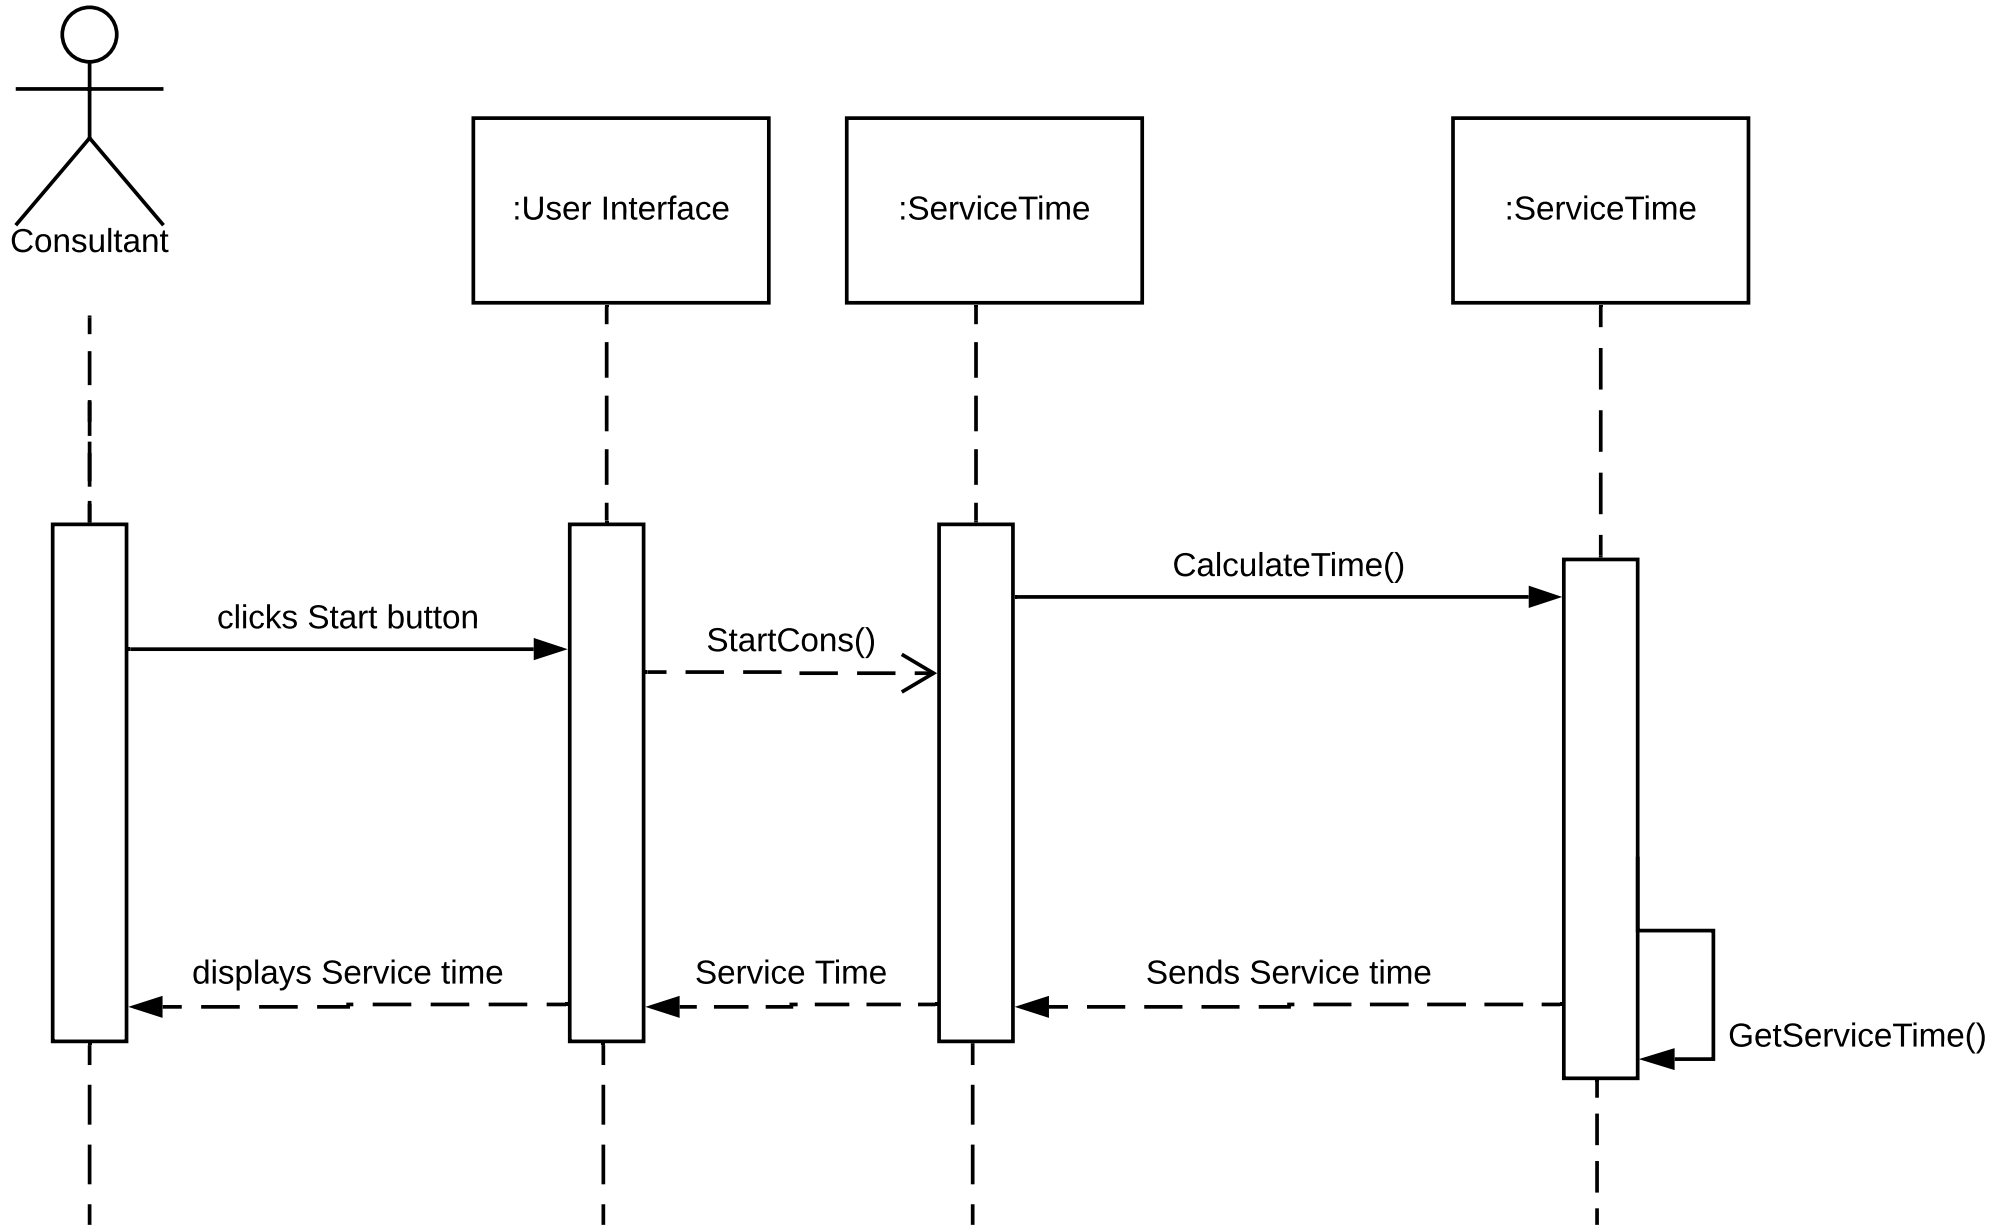 Consultant
:User Interface
:ServiceTime
:ServiceTime
CalculateTime()
clicks Start button
StartCons()
displays Service time
Service Time
Sends Service time
GetServiceTime()